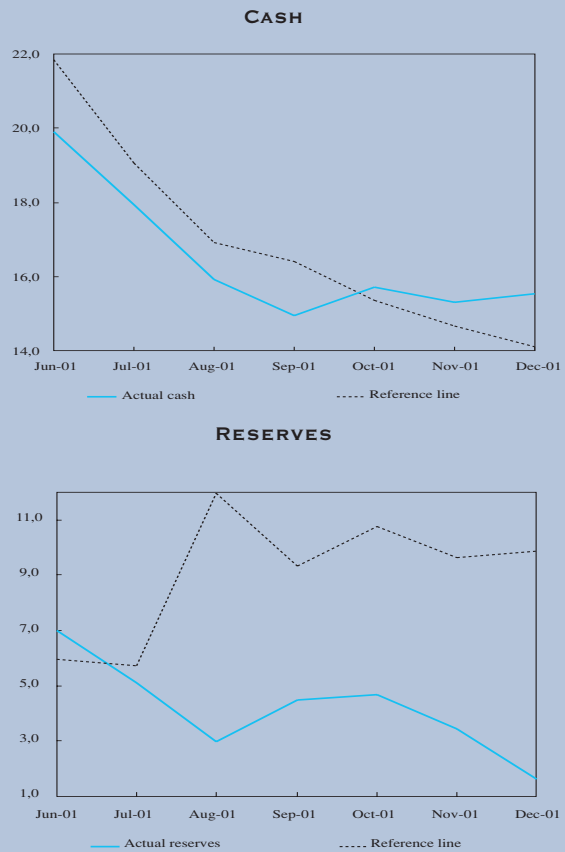 CASH
22,0
20,0
18,0
16,0
14,0
Jun-01 Jul-01 Aug-01 Sep-01 Oct-01 Nov-01 Dec-01
Actual cash Reference line
RESERVES
11,0
9,0
7,0
5,0
3,0
1,0
Jun-01 Jul-01 Aug-01 Sep-01 Oct-01 Nov-01 Dec-01
Actual reserves Reference line